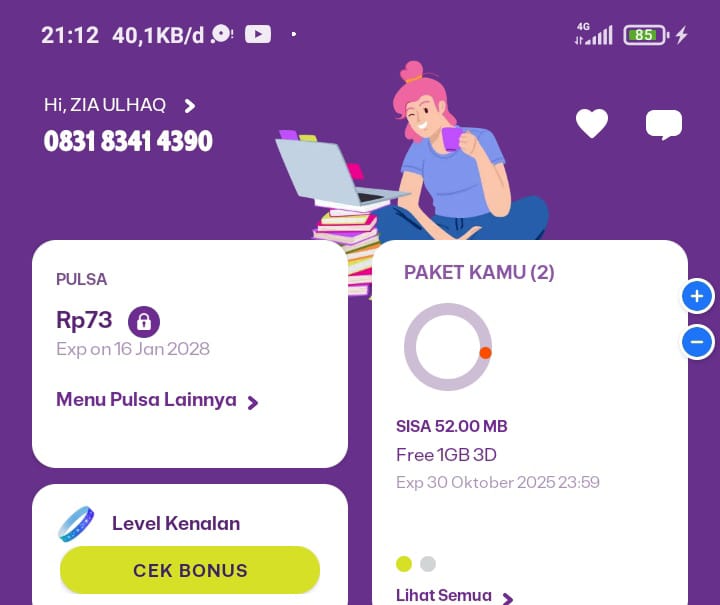 21:12 40,1KB/d
4G
85
Hi, ZIA ULHAQ
0831 8341 4390
PULSA
Rp73
Exp on 16 Jan 2028
Menu Pulsa Lainnya
Level Kenalan
CEK BONUS
PAKET KAMU (2)
SISA 52.00 MB
Free 1GB 3D
Exp 30 Oktober 2025 23:59
Lihat Semua